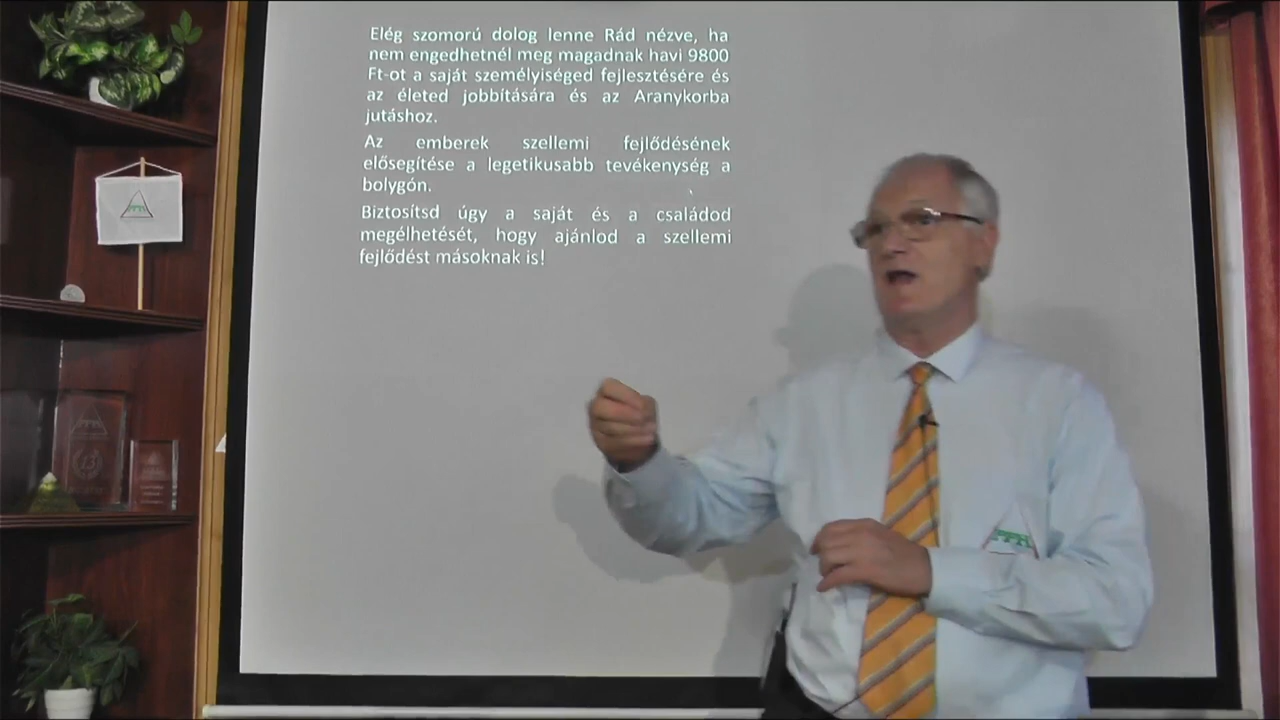 Elég szomorú dolog lenne Rád nézve, ha
nem engedhetnél meg magadnak havi 9800
Ft-ot a saját személyiséged fejlesztésére és
az életed jobbítására és az Aranykorba
jutáshoz.
Az emberek szellemi fejlődésének
elősegítése a legetikusabb tevékenység a
bolygón.
Biztosítsd úgy a saját és a családod
megélhetését, hogy ajánlod a szellemi
fejlődést másoknak is!
13